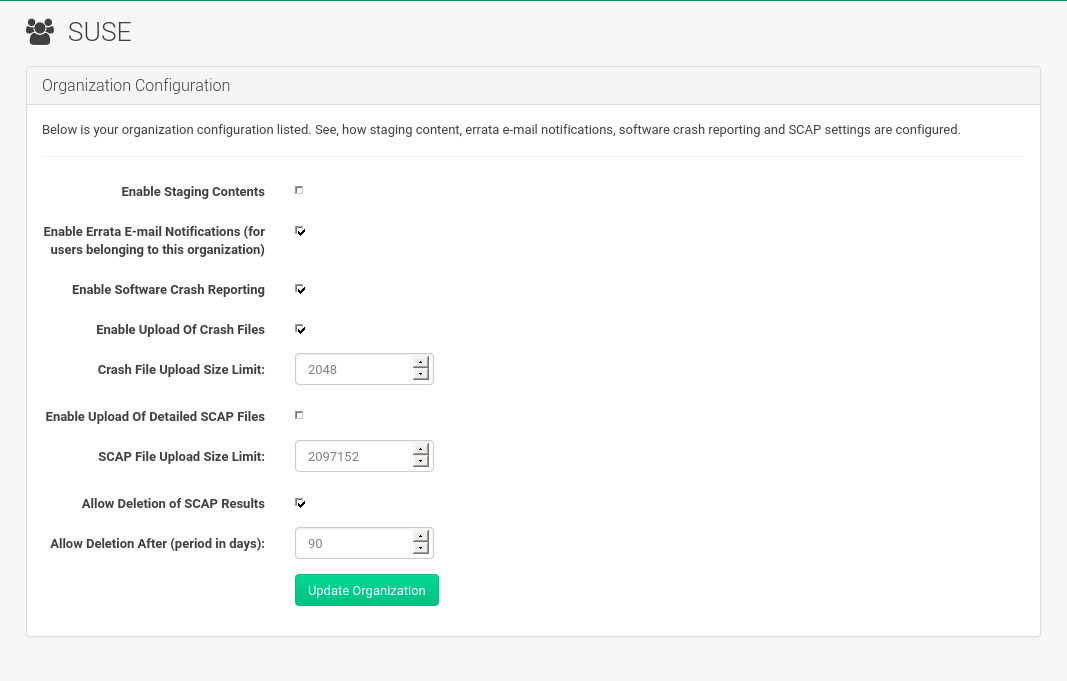 SUSE
Organization Configuration
Below is your organization configuration listed. See, how staging content, errata e-mail notifications, software crash reporting and SCAP settings are configured.
Enable Staging Contents
Enable Errata E-mail Notifications (for
users belonging to this organization)
Enable Software Crash Reporting
Enable Upload Of Crash Files
Crash File Upload Size Limit: 2048
Enable Upload Of Detailed SCAP Files
SCAP File Upload Size Limit: 2097152
Allow Deletion of SCAP Results
Allow Deletion After (period in days): 90
Update Organization